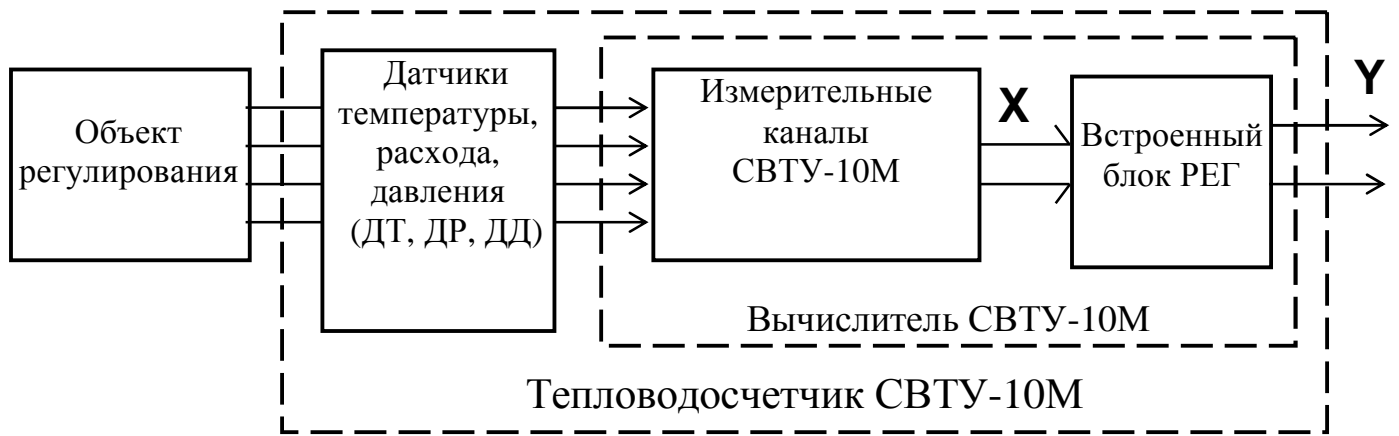 Объект
регулирования
Датчики
температуры,
расхода,
давления
(ДТ, ДР, ДД)
Измерительные
каналы
СВТУ-10М
X
Встроенный
блок РЕГ
Y
Вычислитель СВТУ-10М
Тепловодосчетчик СВТУ-10М